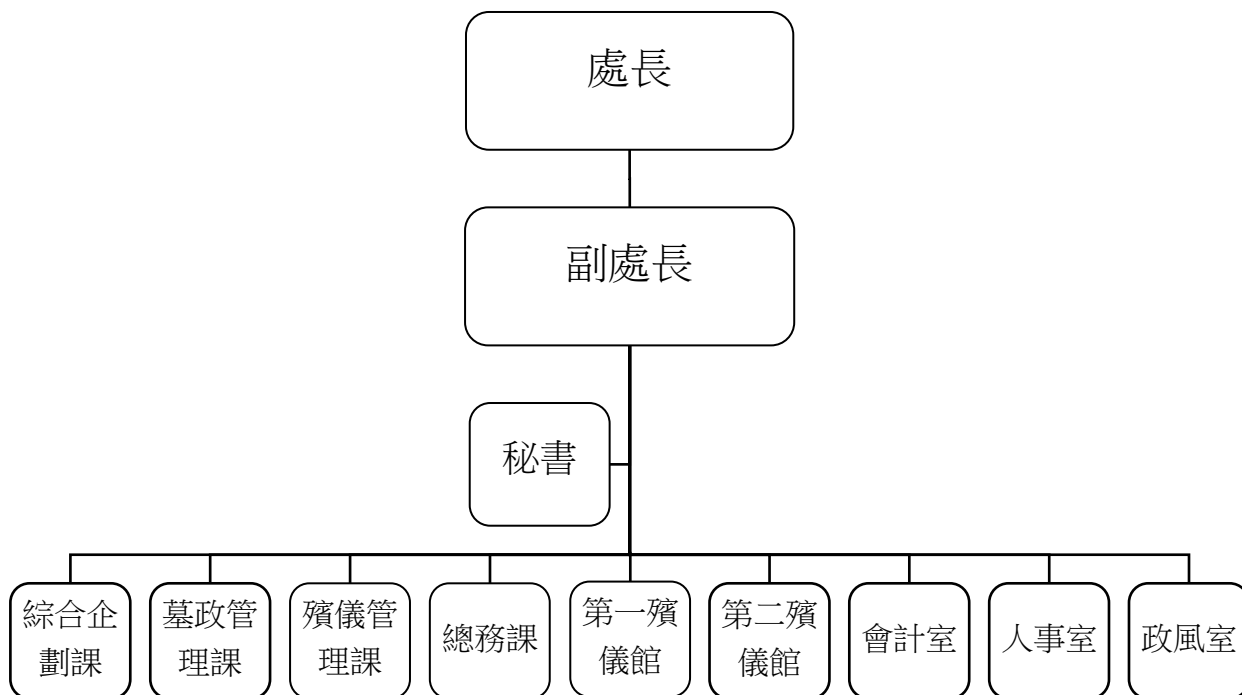 處長
副處長
秘書
綜合企
劃課
墓政管
理課
殯儀管
理課
總務課
第一殯
儀館
第二殯
儀館
會計室
人事室
政風室